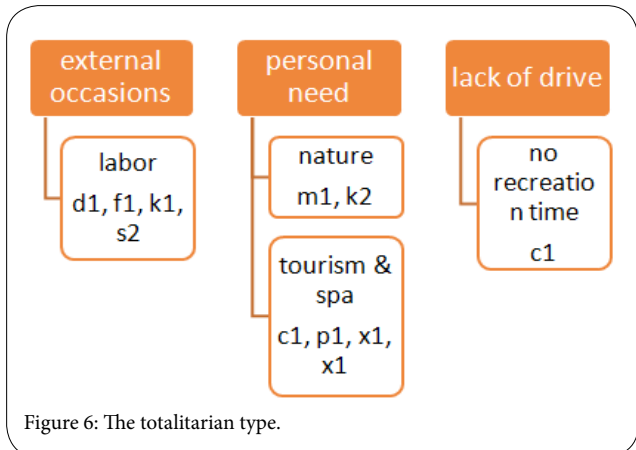 external
occasions
labor
d1, f1, k1,
s2
personal
need
nature
m1, k2
tourism &
spa
c1, p1, x1,
x1
lack of drive
no
recreatio
n time
c1
Figure 6: The totalitarian type.